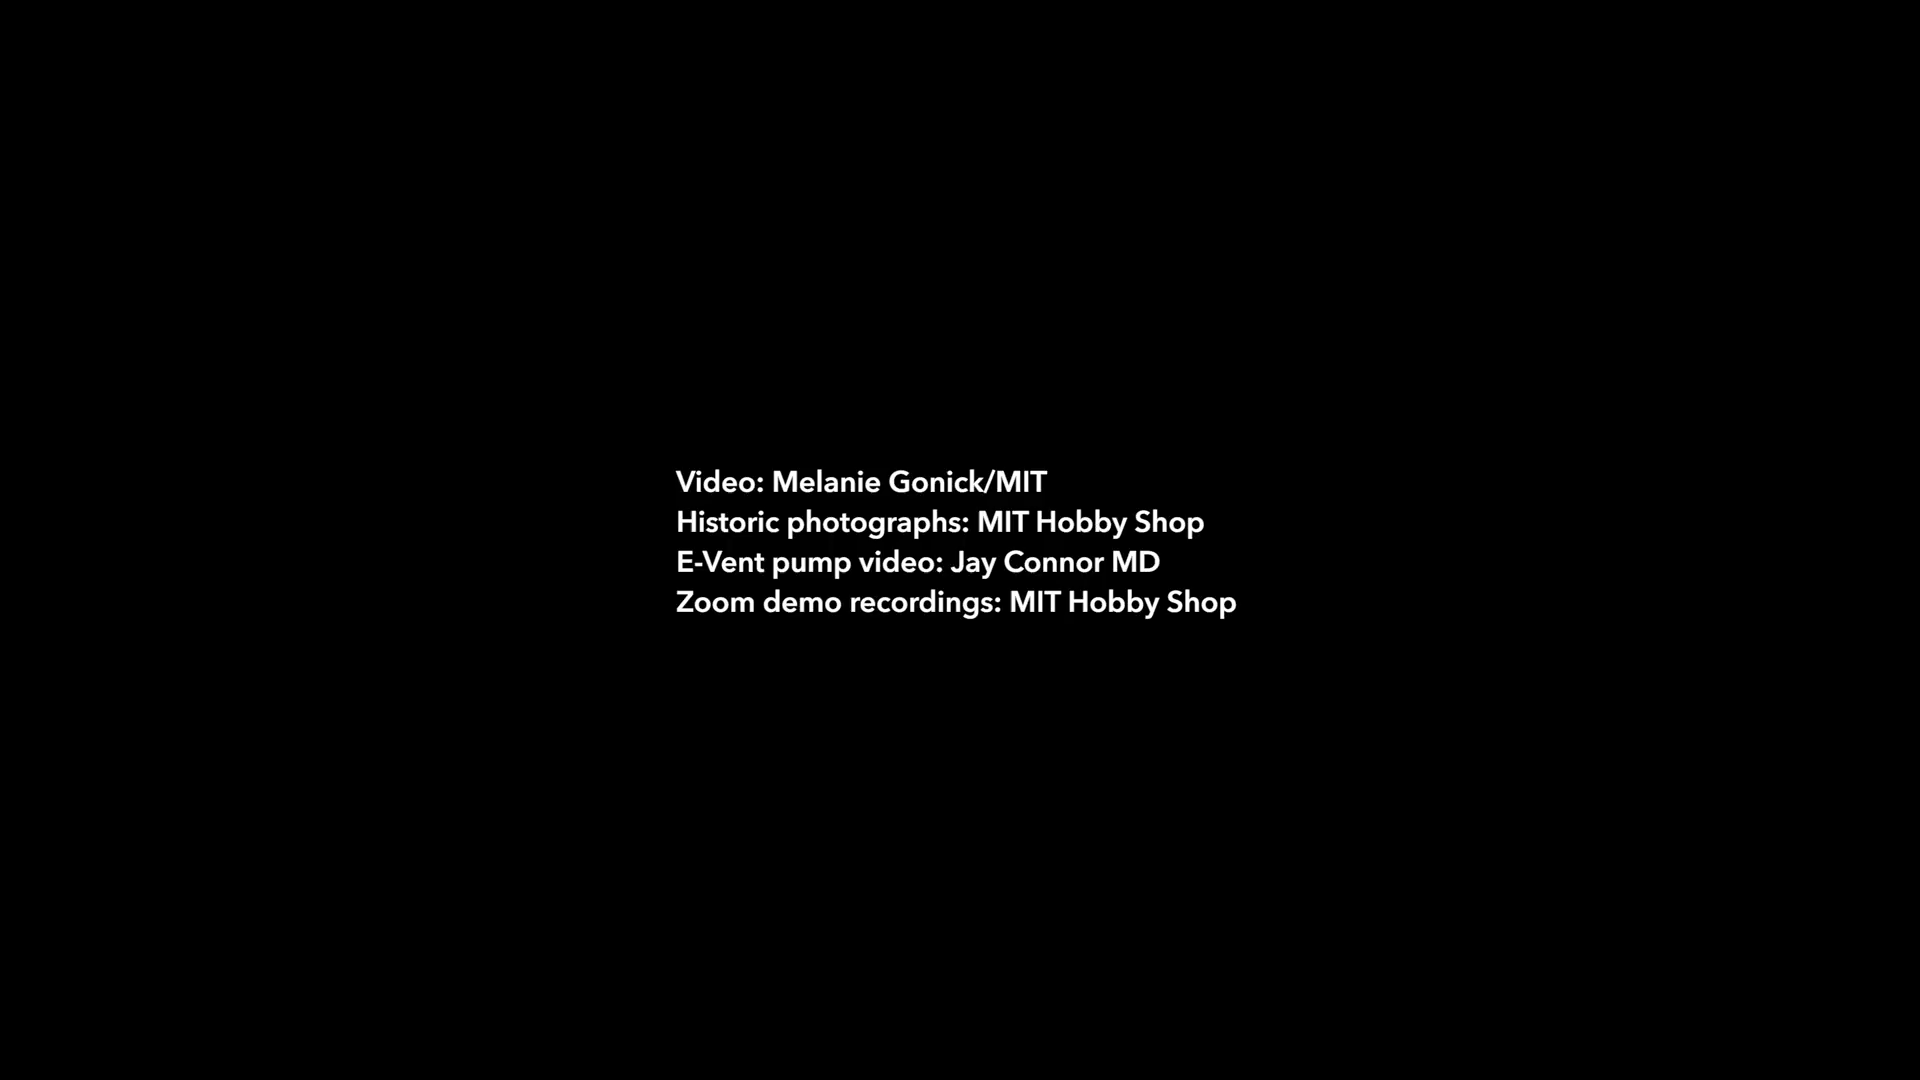 Video: Melanie Gonick/MIT
Historic photographs: MIT Hobby Shop
E-Vent pump video: Jay Connor MD
Zoom demo recordings: MIT Hobby Shop